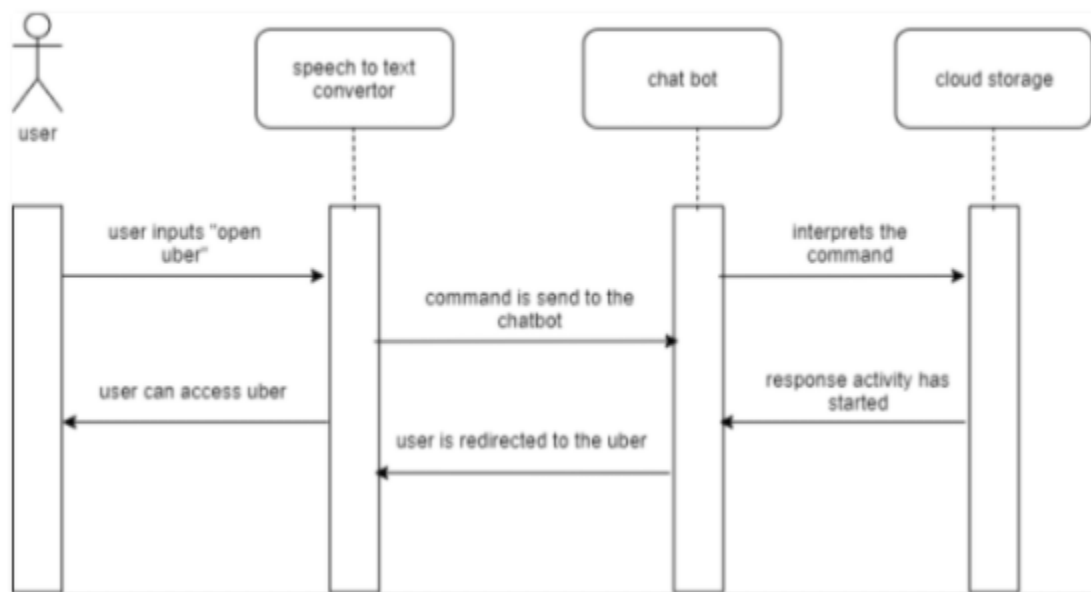 user
speech to text
convertor
chat bot
cloud storage
user inputs "open
uber"
interprets the
command
command is send to the
chatbot
user can access uber
response activity has
started
user is redirected to the uber